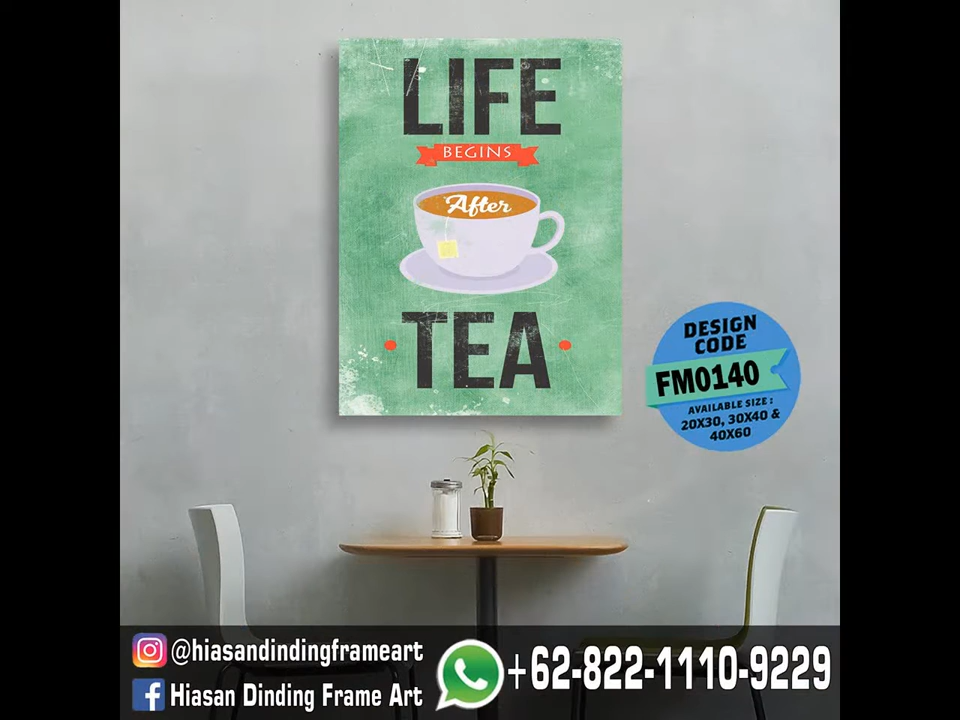 LIFE
BEGINS
After
TEA
DESIGN
CODE
FM0140
AVAILABLE SIZE :
20X30, 30X40 &
40X60
@hiasandindingframeart
Hiasan Dinding Frame Art
+62-822-1110-9229